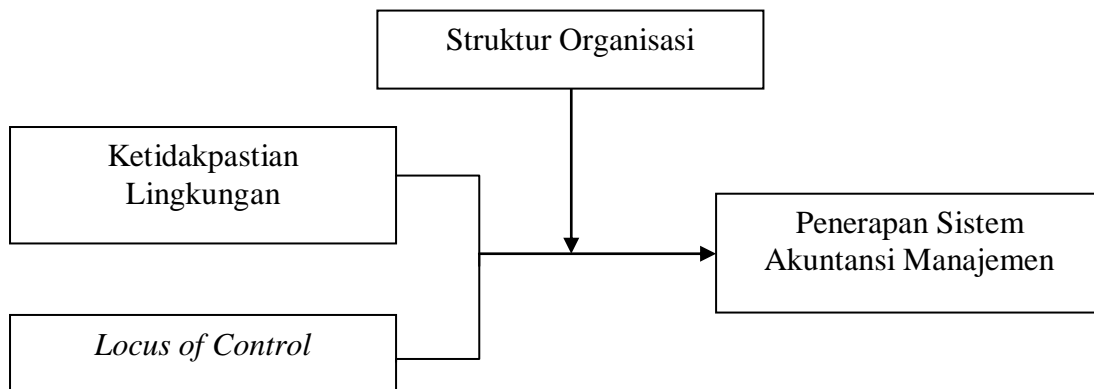 Struktur Organisasi
Ketidakpastian
Lingkungan
Penerapan Sistem
Akuntansi Manajemen
Locus of Control